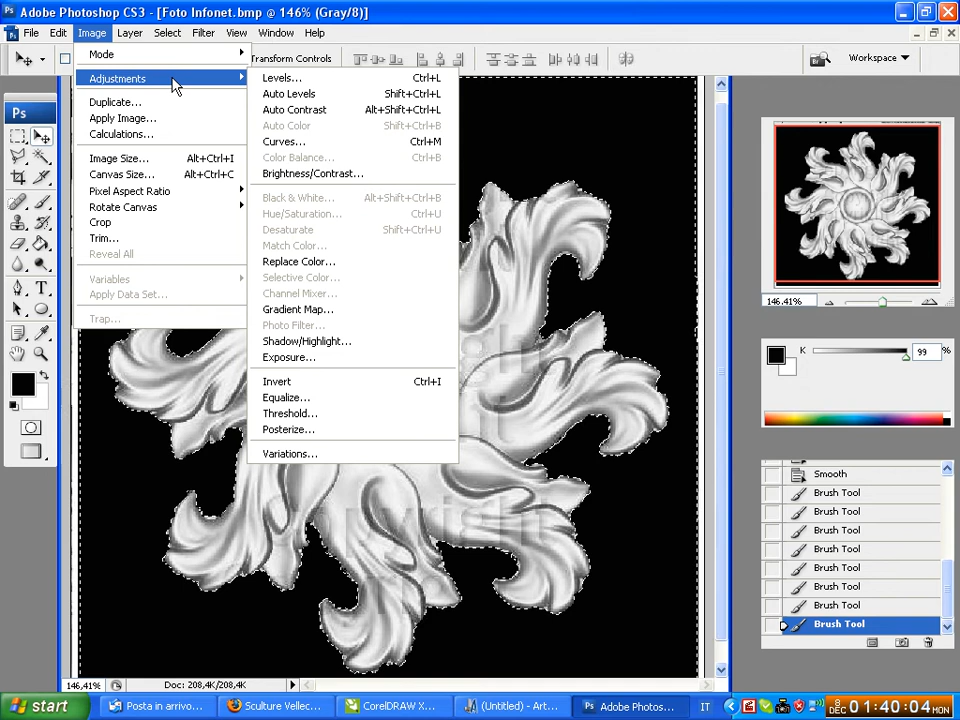 Adobe Photoshop CS3 - [Foto Infonet.bmp @ 146% (Gray/8)]
File Edit Image Layer Select Filter View Window Help
Transform Controls
Workspace
Mode
Adjustments
Duplicate...
Apply Image...
Calculations...
Image Size... Alt+Ctrl+I
Canvas Size... Alt+Ctrl+C
Pixel Aspect Ratio
Rotate Canvas
Crop
Trim...
Reveal All
Variables
Apply Data Set...
Trap...
Levels... Ctrl+L
Auto Levels Shift+Ctrl+L
Auto Contrast Alt+Shift+Ctrl+L
Auto Color Shift+Ctrl+B
Curves... Ctrl+M
Color Balance... Ctrl+B
Brightness/Contrast...
Black & White... Alt+Shift+Ctrl+B
Hue/Saturation... Ctrl+U
Desaturate Shift+Ctrl+U
Match Color...
Replace Color...
Selective Color...
Channel Mixer...
Gradient Map...
Photo Filter...
Shadow/Highlight...
Exposure...
Invert Ctrl+I
Equalize...
Threshold...
Posterize...
Variations...
Ps
copyright
146.41%
K 99 %
Smooth
Brush Tool
Brush Tool
Brush Tool
Brush Tool
Brush Tool
Brush Tool
Brush Tool
Brush Tool
146,41% Doc: 208,4K/208,4K
start
Posta in arrivo...
Sculture Vellec...
CorelDRAW X...
(Untitled) - Art...
Adobe Photos...
IT
8 DEC 01:40:04 MON